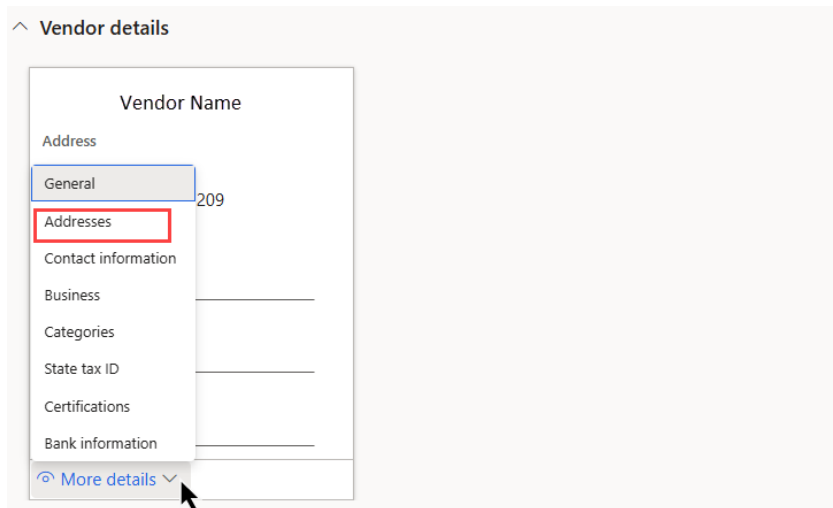 Vendor details
Vendor Name
Address
General
209
Addresses
Contact information
Business
Categories
State tax ID
Certifications
Bank information
More details